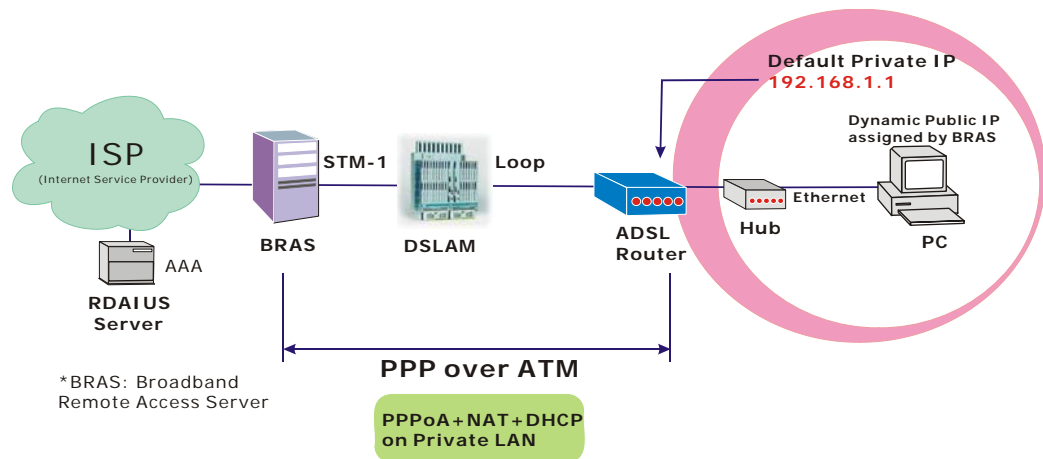 ISP
(Internet Service Provider)
AAA
RDAIUS
Server
BRAS
STM-1
DSLAM
Loop
ADSL
Router
Default Private IP
192.168.1.1
Dynamic Public IP
assigned by BRAS
Ethernet
Hub
PC
PPP over ATM
*BRAS: Broadband
Remote Access Server
PPPoA+NAT+DHCP
on Private LAN